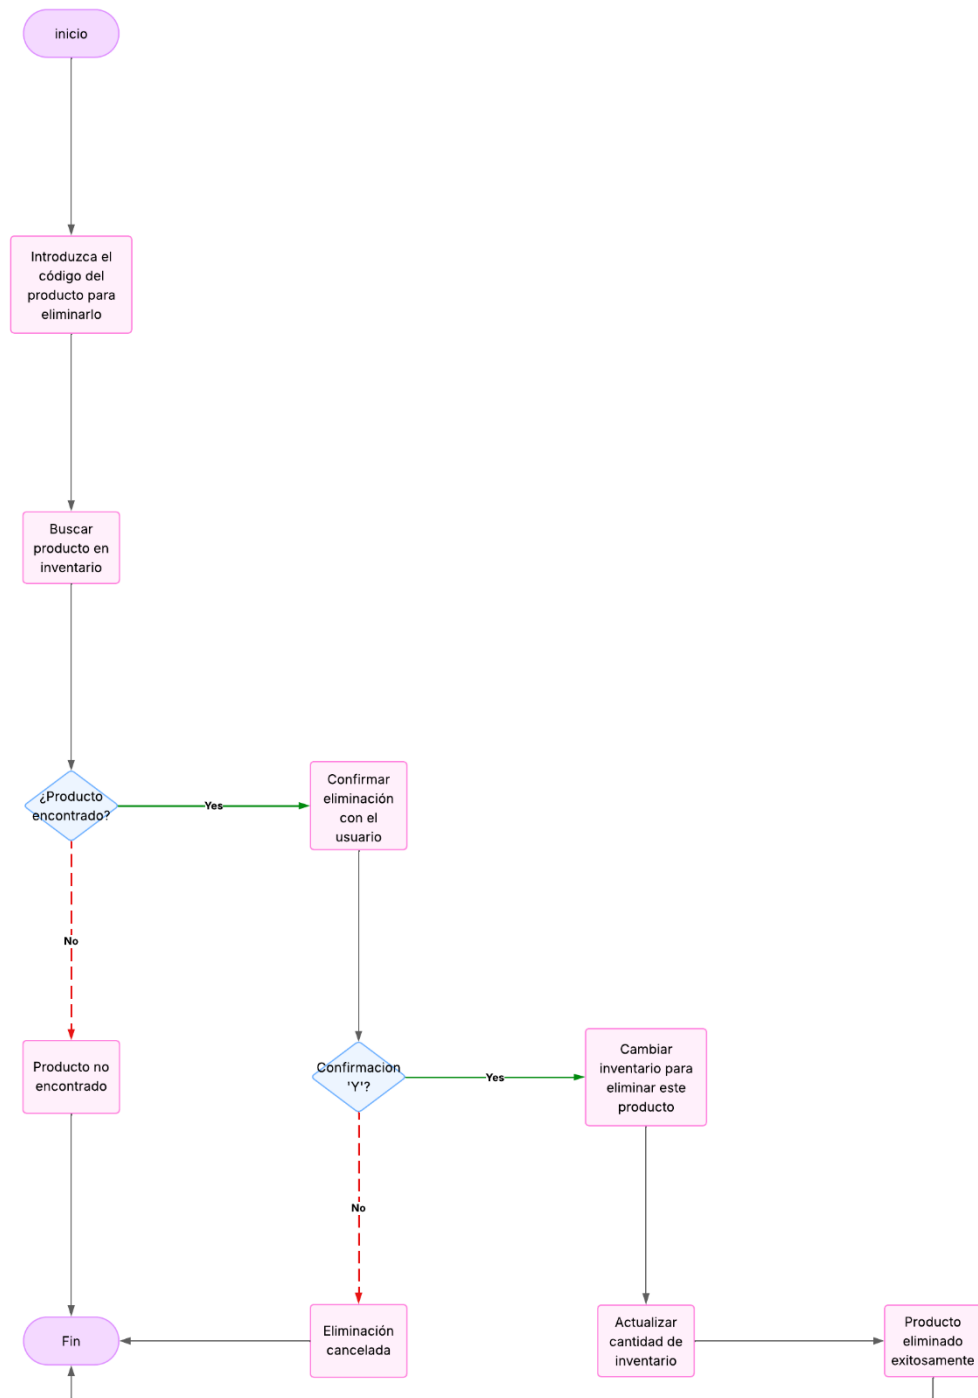 inicio
Introduzca el
código del
producto para
eliminarlo
Buscar
producto en
inventario
¿Producto
encontrado?
Yes
Confirmar
eliminación
con el
usuario
No
Producto no
encontrado
Confirmacion
'Y'?
Yes
Cambiar
inventario para
eliminar este
producto
No
Fin
Eliminación
cancelada
Actualizar
cantidad de
inventario
Producto
eliminado
exitosamente